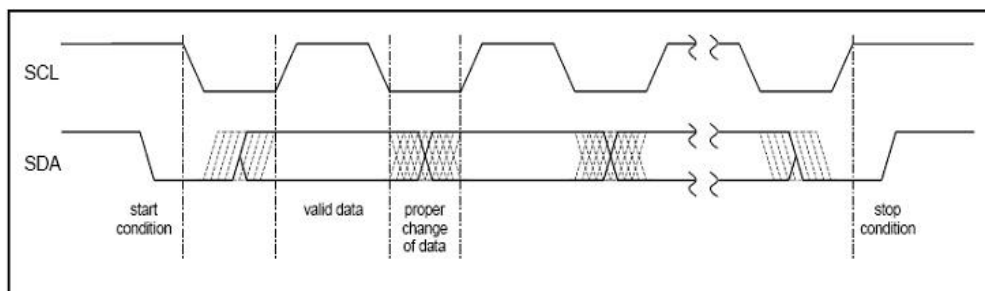 SCL
SDA
start
condition
valid data
proper
change
of data
stop
condition